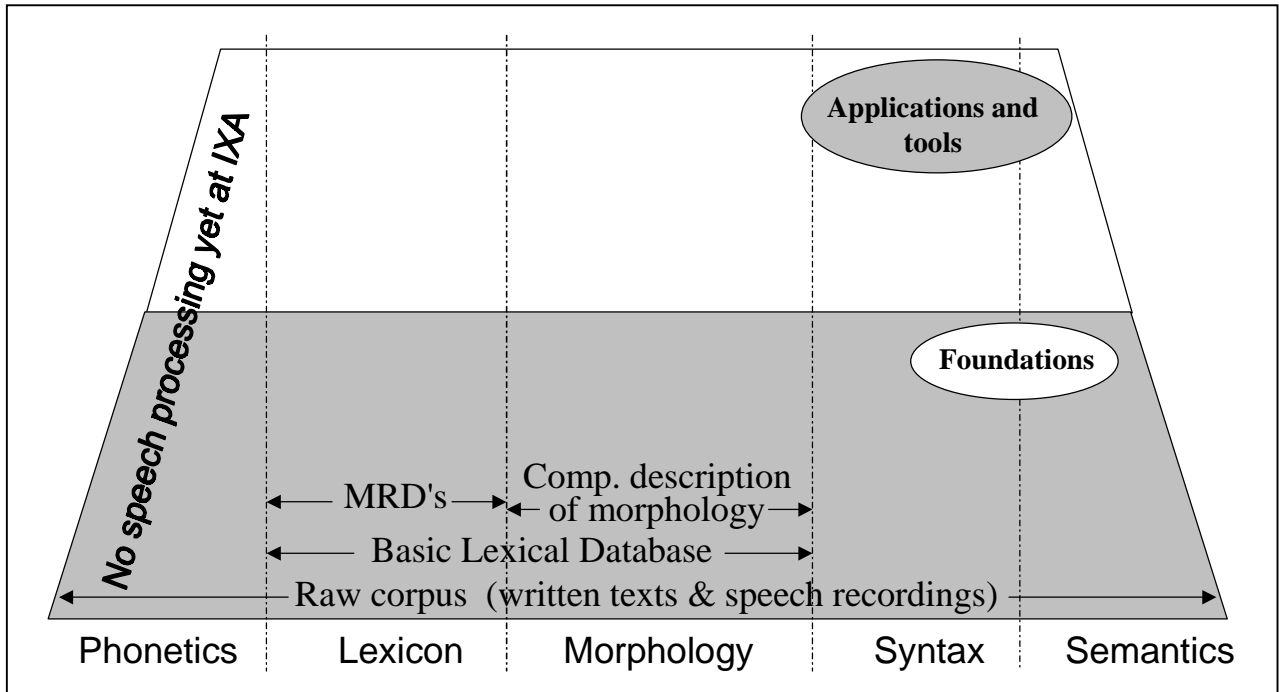 No speech processing yet at IXA
Applications and
tools
Foundations
MRD's
Comp. description
of morphology
Basic Lexical Database
Raw corpus (written texts & speech recordings)
Phonetics Lexicon Morphology Syntax Semantics